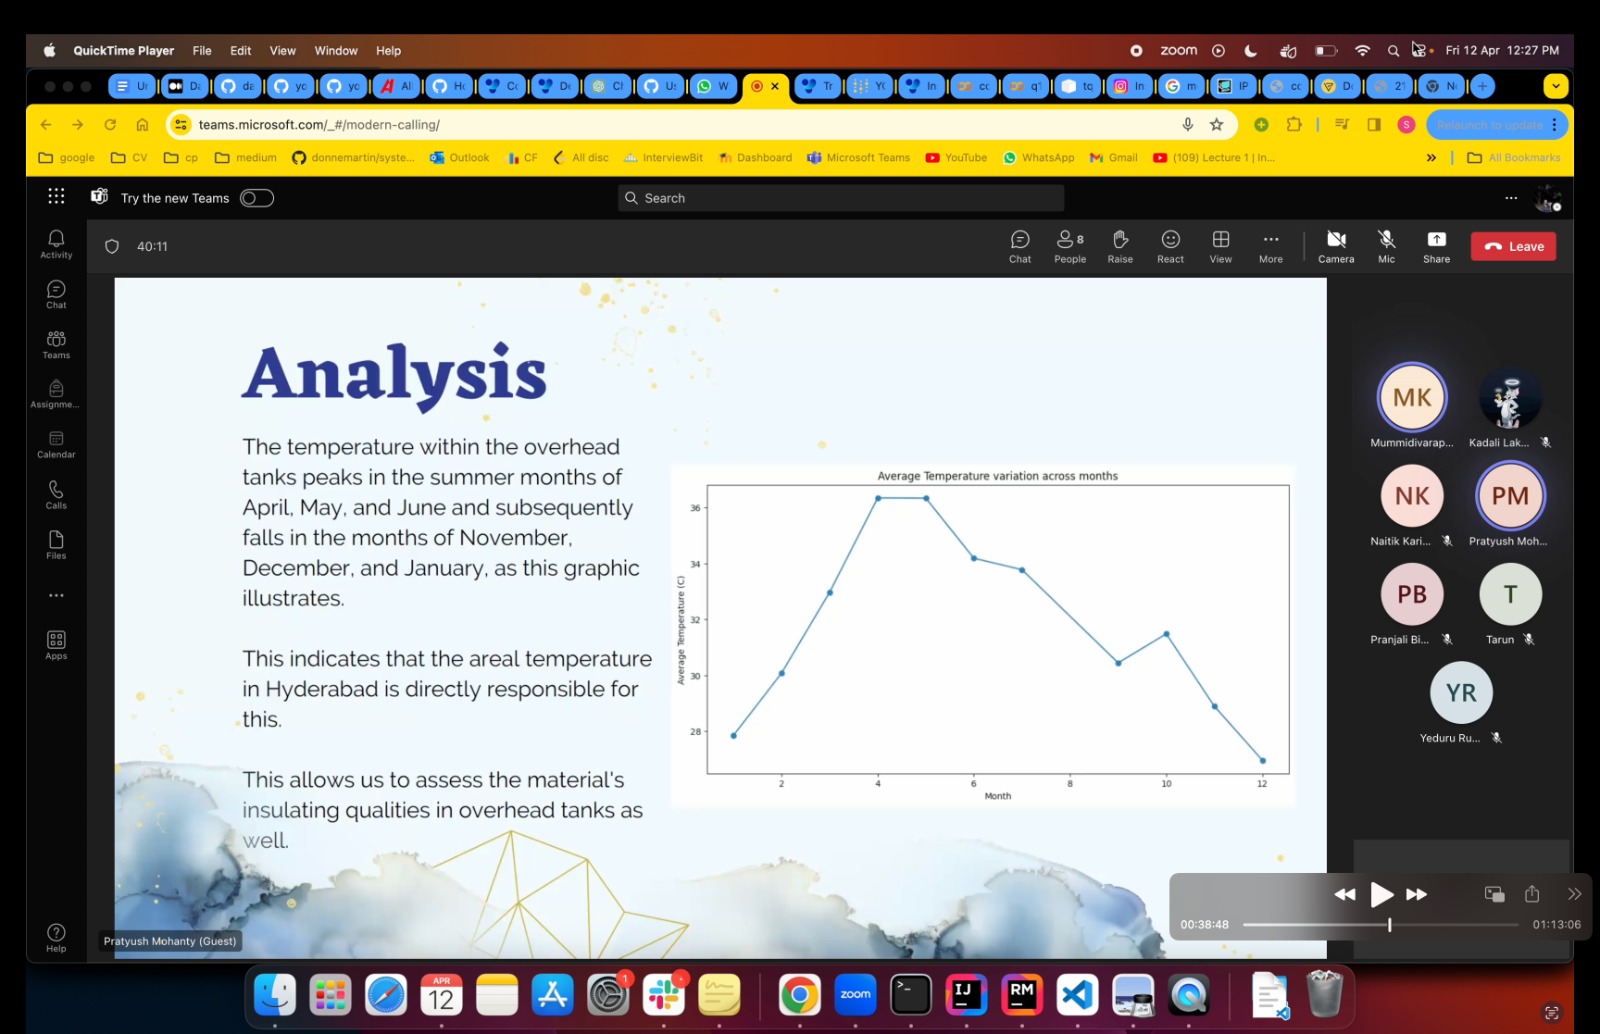 QuickTime Player File Edit View Window Help zoom Fri 12 Apr 12:27 PM
teams.microsoft.com/_#/modern-calling/ Relaunch to update
google CV cp medium donnemartin/syste... Outlook CF All disc InterviewBit Dashboard Microsoft Teams YouTube WhatsApp Gmail (109) Lecture 1 | In... All Bookmarks
Try the new Teams Search
40:11 Chat 8 People Raise React View More Camera Mic Share Leave
Activity
Chat
Teams
Assignme...
Calendar
Calls
Files
Apps
Help
Analysis
The temperature within the overhead
tanks peaks in the summer months of
April, May, and June and subsequently
falls in the months of November,
December, and January, as this graphic
illustrates.
This indicates that the areal temperature
in Hyderabad is directly responsible for
this.
This allows us to assess the material's
insulating qualities in overhead tanks as
well.
Average Temperature variation across months
Average Temperature (C)
36
34
32
30
28
2 4 6 8 10 12
Month
MK
Mummidivarap... Kadali Lak...
NK PM
Naitik Kari... Pratyush Moh...
PB T
Pranjali Bi... Tarun
YR
Yeduru Ru...
Pratyush Mohanty (Guest)
00:38:48 01:13:06
APR
12
1
zoom
IJ
RM